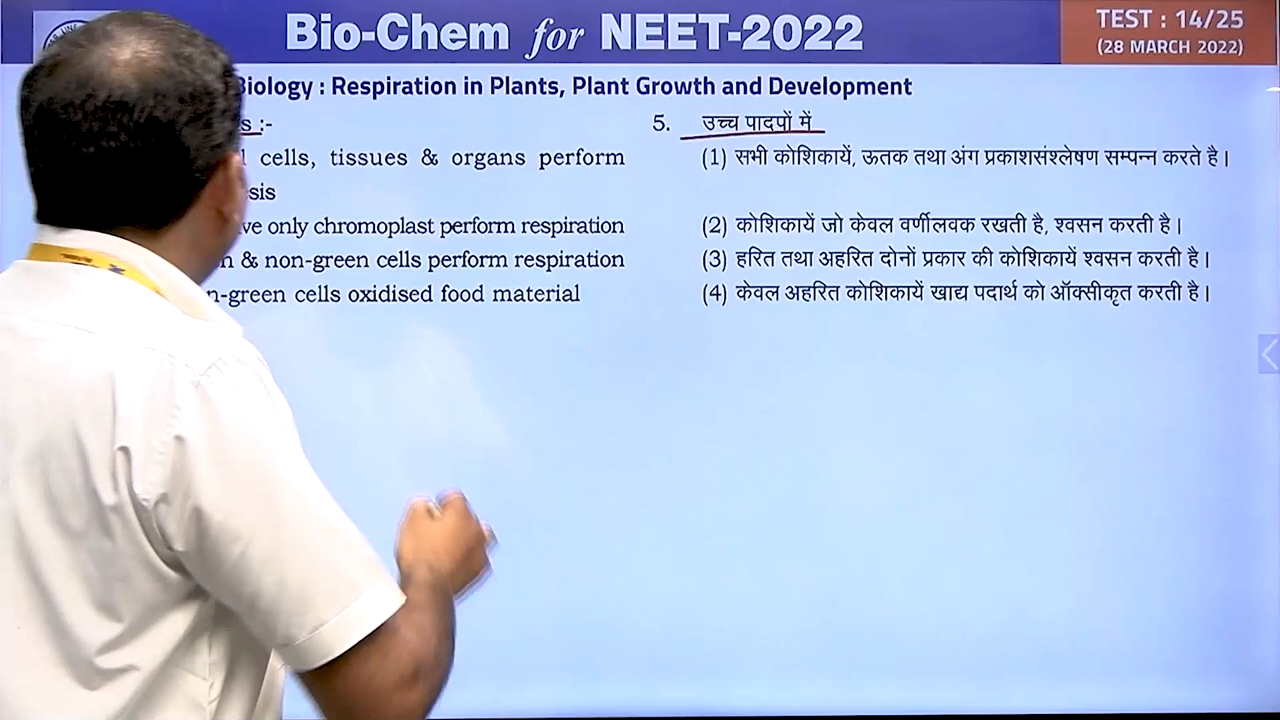 Bio-Chem for NEET-2022
TEST : 14/25
(28 MARCH 2022)
Biology : Respiration in Plants, Plant Growth and Development
:-
cells, tissues & organs perform
only chromoplast perform respiration
& non-green cells perform respiration
cells oxidised food material
5. उच्च पादपों में
(1) सभी कोशिकायें, ऊतक तथा अंग प्रकाशसंश्लेषण सम्पन्न करते है।
(2) कोशिकायें जो केवल वर्णीलवक रखती है, श्वसन करती है।
(3) हरित तथा अहरित दोनों प्रकार की कोशिकायें श्वसन करती है।
(4) केवल अहरित कोशिकायें खाद्य पदार्थ को ऑक्सीकृत करती है।